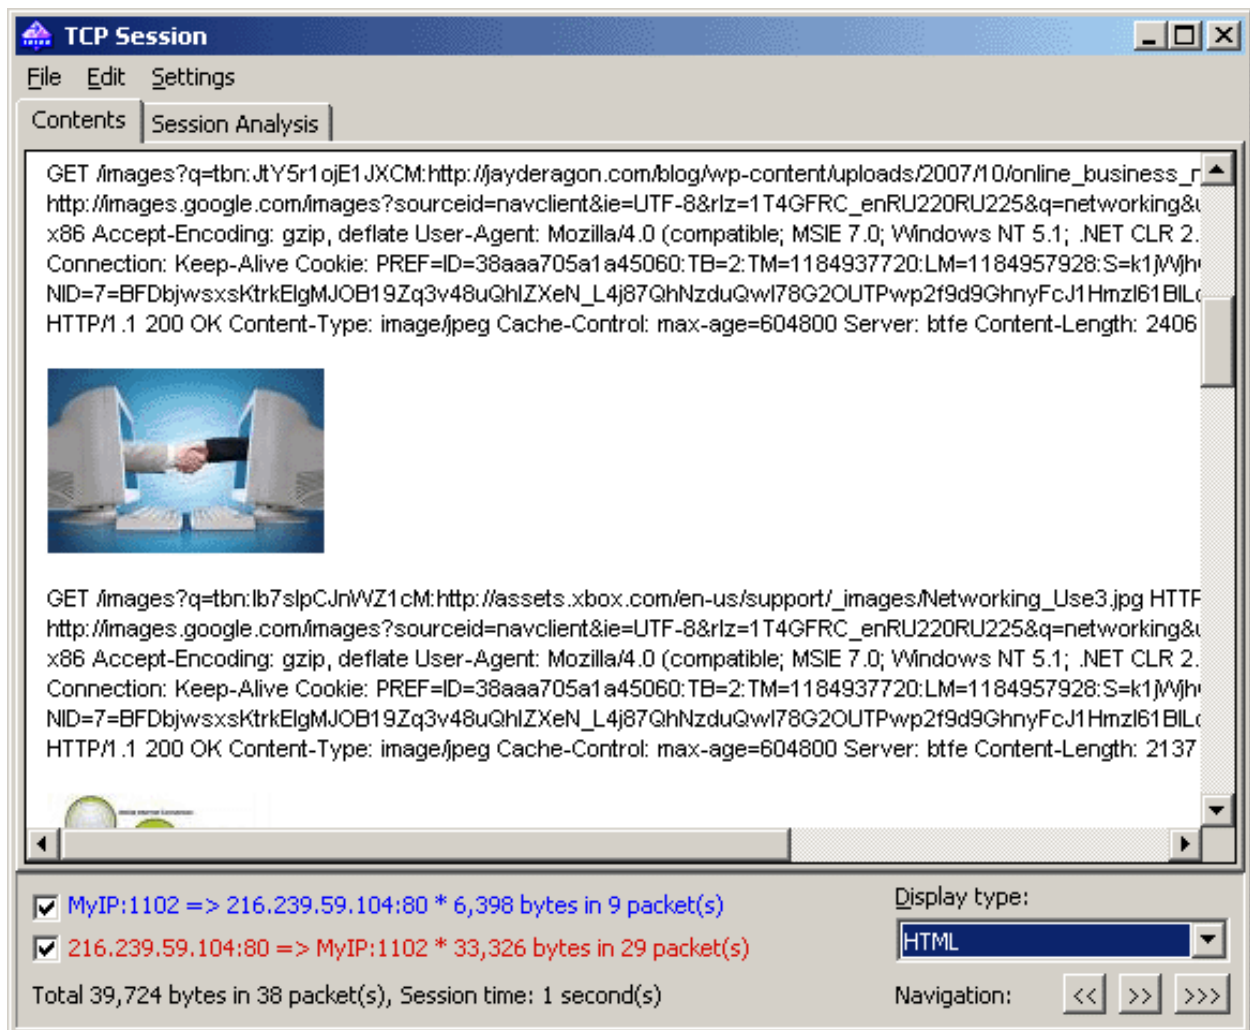 TCP Session
File Edit Settings
Contents Session Analysis
GET /images?q=tbn:JtY5r1ojE1JXCM:http://jayderagon.com/blog/wp-content/uploads/2007/10/online_business_
http://images.google.com/images?sourceid=navclient&ie=UTF-8&rlz=1T4GFRC_enRU220RU225&q=networking&
x86 Accept-Encoding: gzip, deflate User-Agent: Mozilla/4.0 (compatible; MSIE 7.0; Windows NT 5.1; .NET CLR 2.
Connection: Keep-Alive Cookie: PREF=ID=38aaa705a1a45060:TB=2:TM=1184937720:LM=1184957928:S=k1jWjh
NID=7=BFDbjwsxsKtrkElgMJOB19Zq3v48uQhlZXeN_L4j87QhNzduQwl78G2OUTPwp2f9d9GhnyFcJ1Hmzl61BlL
HTTP/1.1 200 OK Content-Type: image/jpeg Cache-Control: max-age=604800 Server: btfe Content-Length: 2406
GET /images?q=tbn:lb7slpCJnWZ1cM:http://assets.xbox.com/en-us/support/_images/Networking_Use3.jpg HTTP
http://images.google.com/images?sourceid=navclient&ie=UTF-8&rlz=1T4GFRC_enRU220RU225&q=networking&
x86 Accept-Encoding: gzip, deflate User-Agent: Mozilla/4.0 (compatible; MSIE 7.0; Windows NT 5.1; .NET CLR 2.
Connection: Keep-Alive Cookie: PREF=ID=38aaa705a1a45060:TB=2:TM=1184937720:LM=1184957928:S=k1jWjh
NID=7=BFDbjwsxsKtrkElgMJOB19Zq3v48uQhlZXeN_L4j87QhNzduQwl78G2OUTPwp2f9d9GhnyFcJ1Hmzl61BlL
HTTP/1.1 200 OK Content-Type: image/jpeg Cache-Control: max-age=604800 Server: btfe Content-Length: 2137
MyIP:1102 => 216.239.59.104:80 * 6,398 bytes in 9 packet(s)
216.239.59.104:80 => MyIP:1102 * 33,326 bytes in 29 packet(s)
Total 39,724 bytes in 38 packet(s), Session time: 1 second(s)
Display type:
HTML
Navigation: << >> >>>